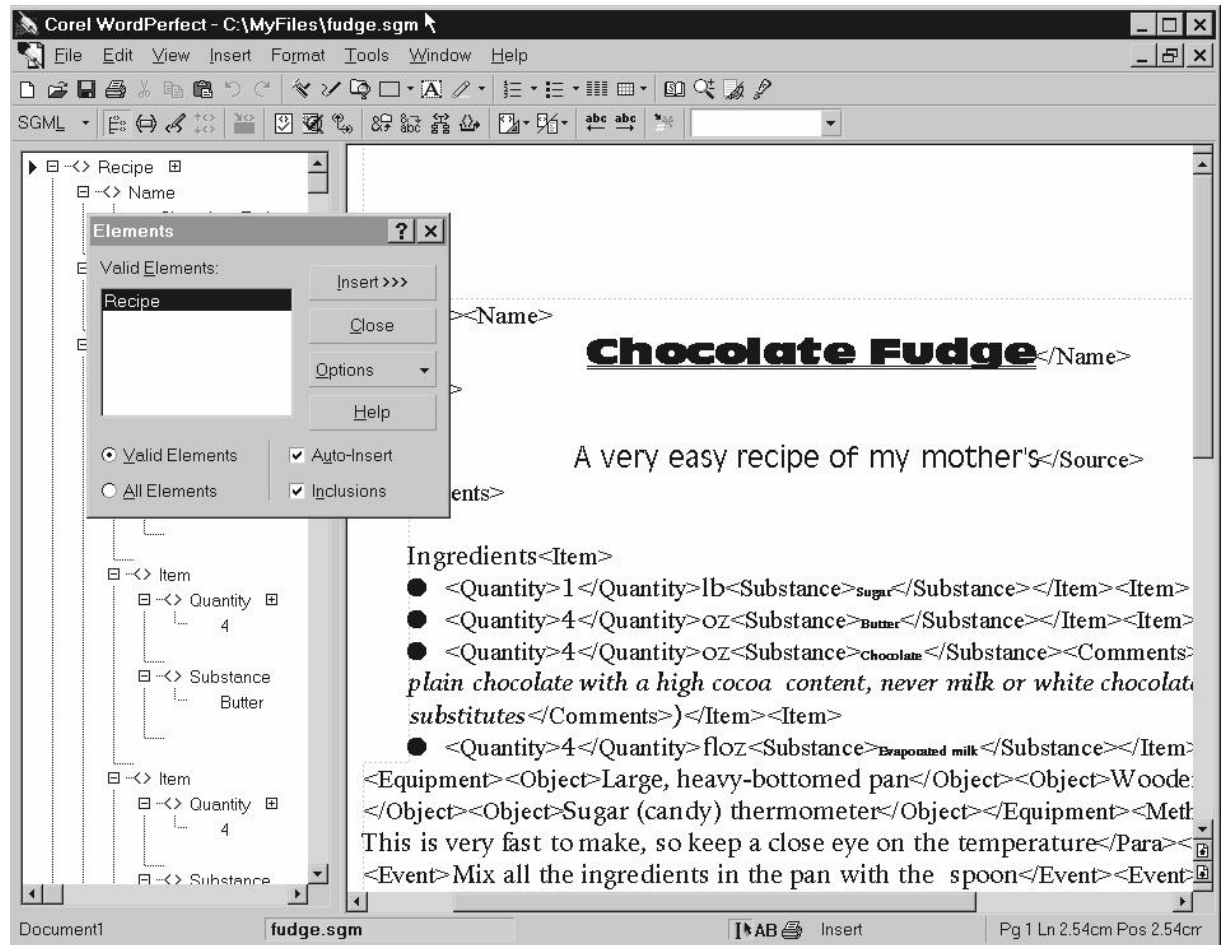 Corel WordPerfect - C:\MyFiles\fudge.sgm
File Edit View Insert Format Tools Window Help
SGML
abc abc abc
Recipe
Name
Elements
Valid Elements:
Recipe
Insert >>>
Close
Options
Help
Valid Elements
All Elements
Auto-Insert
Inclusions
Item
Quantity
4
Substance
Butter
Item
Quantity
4
Substance
><Name>
Chocolate Fudge</Name>
>
A very easy recipe of my mother's</Source>
ents>
Ingredients<Item>
● <Quantity>1</Quantity>lb<Substance>Sugar</Substance></Item><Item>
● <Quantity>4</Quantity>oz<Substance>Butter</Substance></Item><Item>
● <Quantity>4</Quantity>oz<Substance>Chocolate</Substance><Comments>
plain chocolate with a high cocoa content, never milk or white chocolat
substitutes</Comments>)</Item><Item>
● <Quantity>4</Quantity>floz<Substance>Evaporated milk</Substance></Item>
<Equipment><Object>Large, heavy-bottomed pan</Object><Object>Woode
</Object><Object>Sugar (candy) thermometer</Object></Equipment><Meth
This is very fast to make, so keep a close eye on the temperature</Para><
<Event>Mix all the ingredients in the pan with the spoon</Event><Event>
Document1 fudge.sgm AB Insert Pg 1 Ln 2.54cm Pos 2.54cm